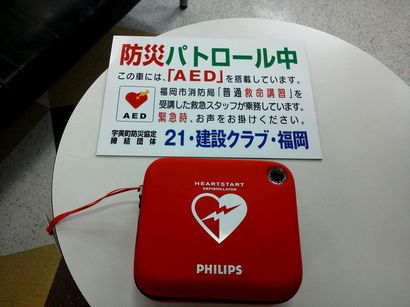 防災パトロール中
この車には、「AED」を搭載しています。
福岡市消防局「普通救命講習」を
受講した救急スタッフが乗務しています。
緊急時、お声をお掛けください。
AED
宇美町防災協定
締結団体
21・建設クラブ・福岡
HEARTSTART
DEFIBRILLATOR
PHILIPS